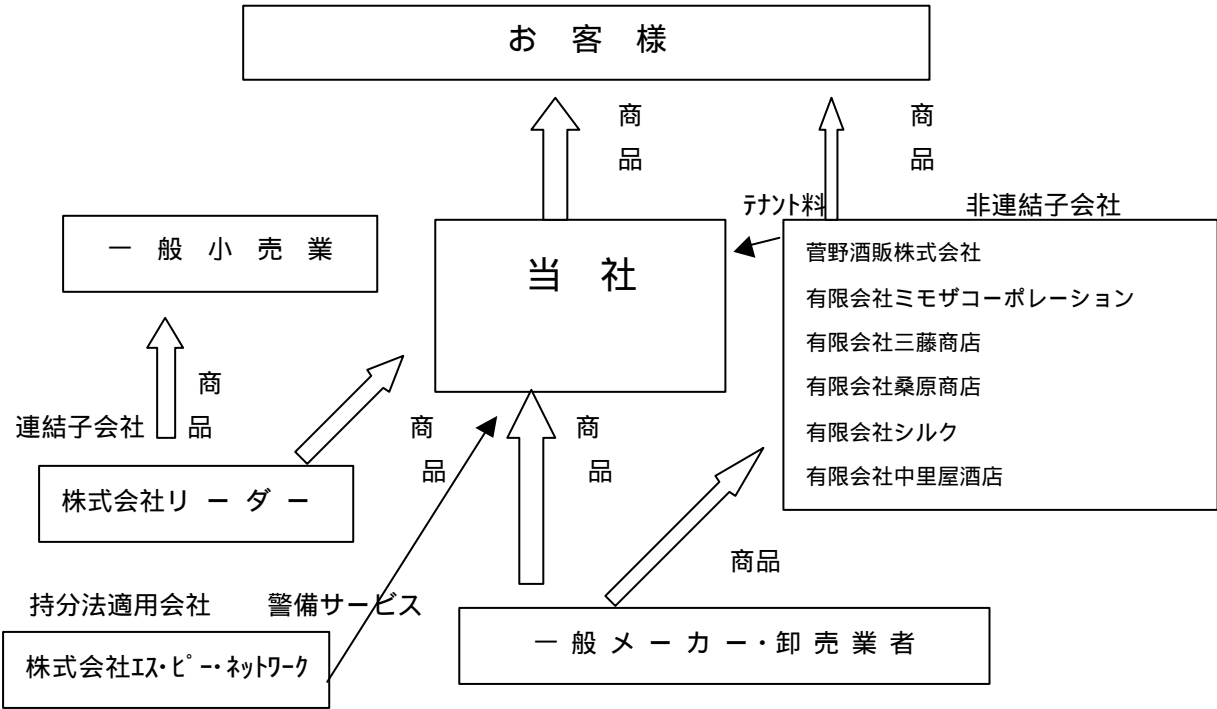 お 客 様
商
品
商
品
テナント料
非連結子会社
一 般 小 売 業
当 社
菅野酒販株式会社
有限会社ミモザコーポレーション
有限会社三藤商店
有限会社桑原商店
有限会社シルク
有限会社中里屋酒店
商
品
連結子会社
商
品
商
品
株式会社リ ー ダ ー
商品
持分法適用会社
警備サービス
一 般 メ ー カ ー ・ 卸 売 業 者
株式会社エス・ピー・ネットワーク